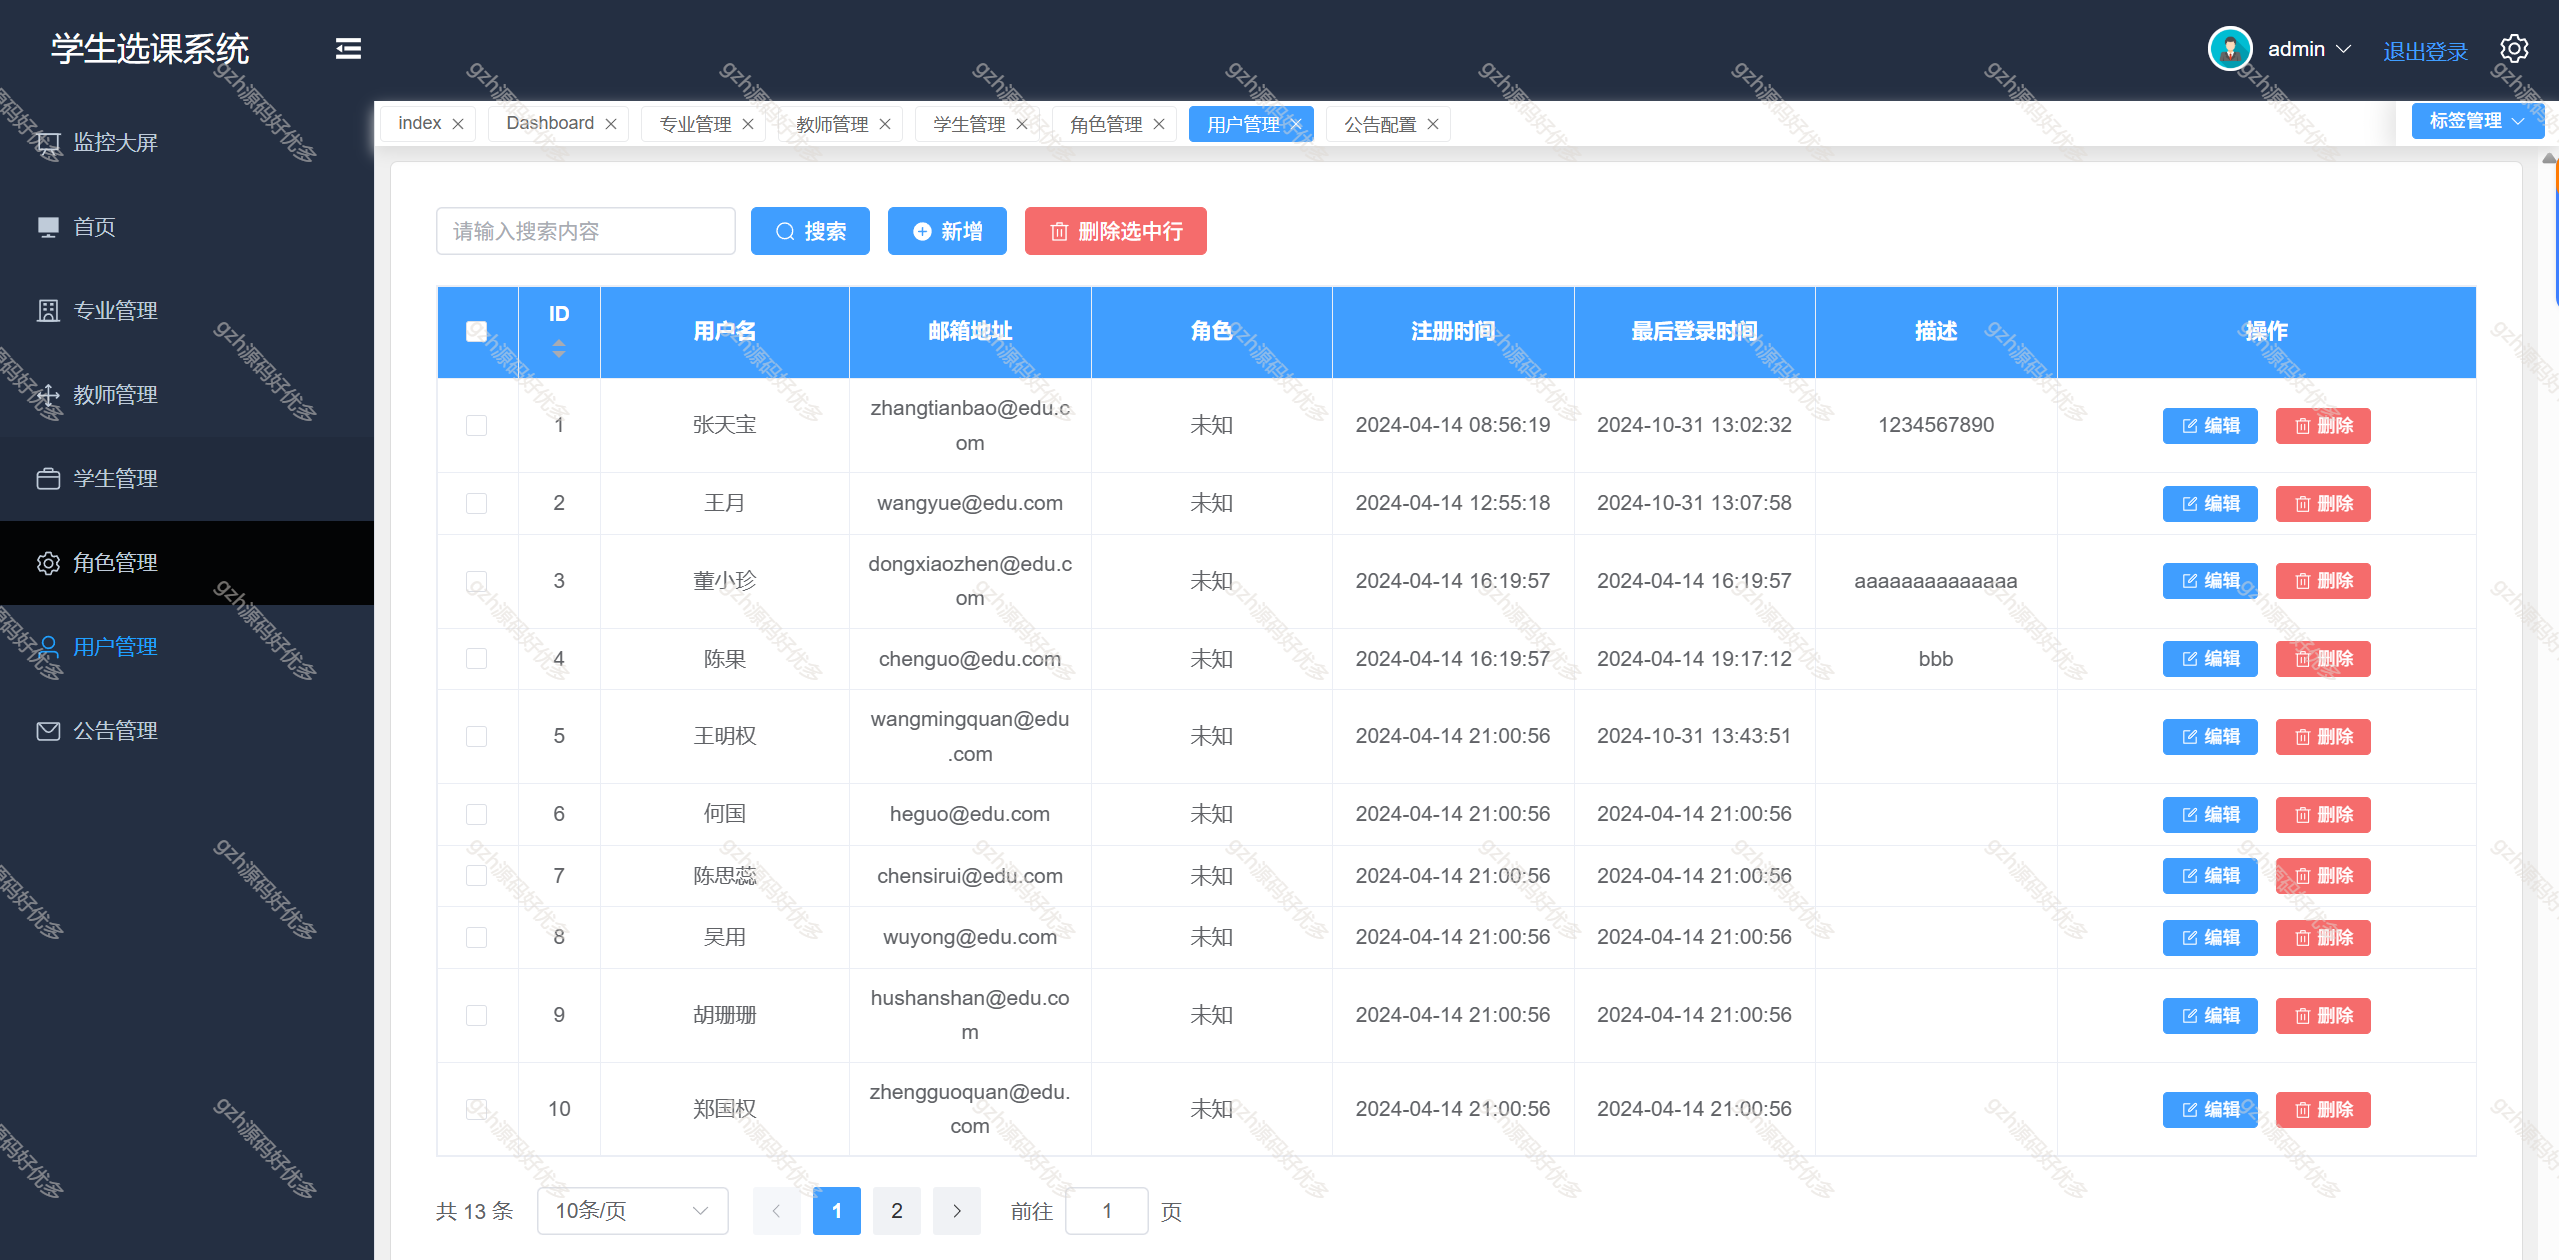 学生选课系统
admin
退出登录
index
Dashboard
专业管理
教师管理
学生管理
角色管理
用户管理
公告配置
标签管理
监控大屏
首页
专业管理
教师管理
学生管理
角色管理
用户管理
公告管理
请输入搜索内容
搜索
新增
删除选中行
ID 用户名 邮箱地址 角色 注册时间 最后登录时间 描述 操作
1 张天宝 zhangtianbao@edu.com 未知 2024-04-14 08:56:19 2024-10-31 13:02:32 1234567890 编辑 删除
2 王月 wangyue@edu.com 未知 2024-04-14 12:55:18 2024-10-31 13:07:58 编辑 删除
3 董小珍 dongxiaozhen@edu.com 未知 2024-04-14 16:19:57 2024-04-14 16:19:57 aaaaaaaaaaaaaa 编辑 删除
4 陈果 chenguo@edu.com 未知 2024-04-14 16:19:57 2024-04-14 19:17:12 bbb 编辑 删除
5 王明权 wangmingquan@edu.com 未知 2024-04-14 21:00:56 2024-10-31 13:43:51 编辑 删除
6 何国 heguo@edu.com 未知 2024-04-14 21:00:56 2024-04-14 21:00:56 编辑 删除
7 陈思蕊 chensirui@edu.com 未知 2024-04-14 21:00:56 2024-04-14 21:00:56 编辑 删除
8 吴用 wuyong@edu.com 未知 2024-04-14 21:00:56 2024-04-14 21:00:56 编辑 删除
9 胡珊珊 hushanshan@edu.com 未知 2024-04-14 21:00:56 2024-04-14 21:00:56 编辑 删除
10 郑国权 zhengguoquan@edu.com 未知 2024-04-14 21:00:56 2024-04-14 21:00:56 编辑 删除
共 13 条 10条/页 1 2 前往 1 页
gzh源码好优多